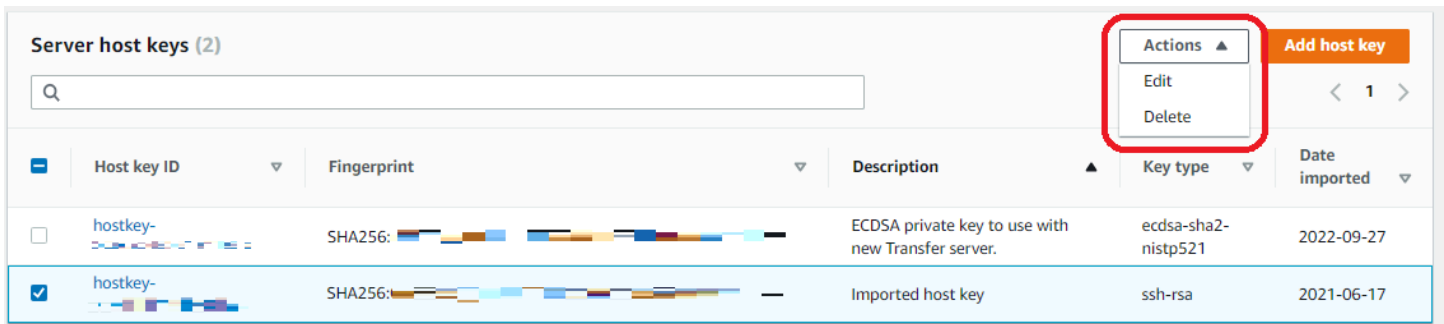 Server host keys (2)
Actions
Add host key
Edit
1
Delete
Host key ID
Fingerprint
Description
Key type
Date
imported
hostkey-
SHA256:
ECDSA private key to use with
new Transfer server.
ecdsa-sha2-
nistp521
2022-09-27
hostkey-
SHA256:
Imported host key
ssh-rsa
2021-06-17